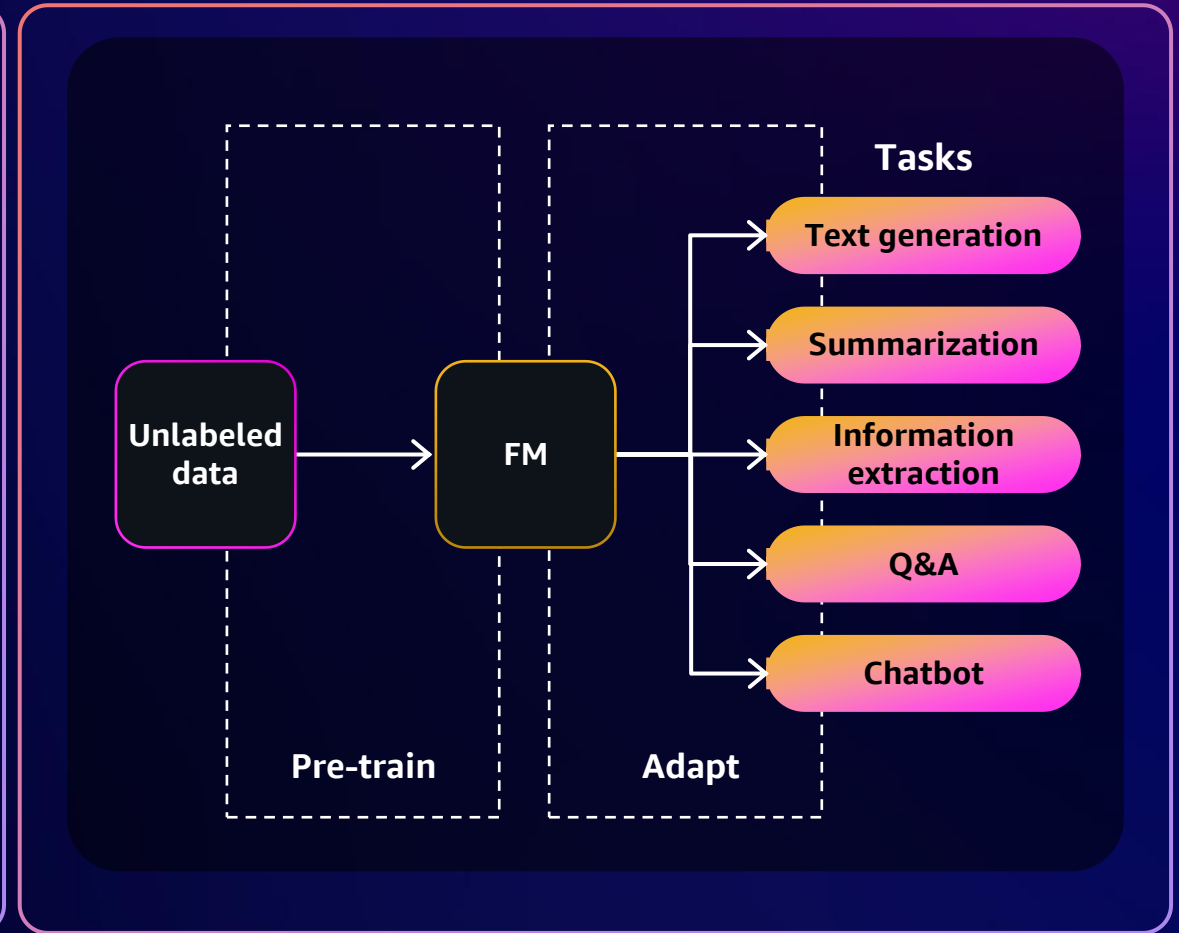 Tasks
Text generation
Summarization
Unlabeled
data
FM
Information
extraction
Q&A
Chatbot
Pre-train
Adapt